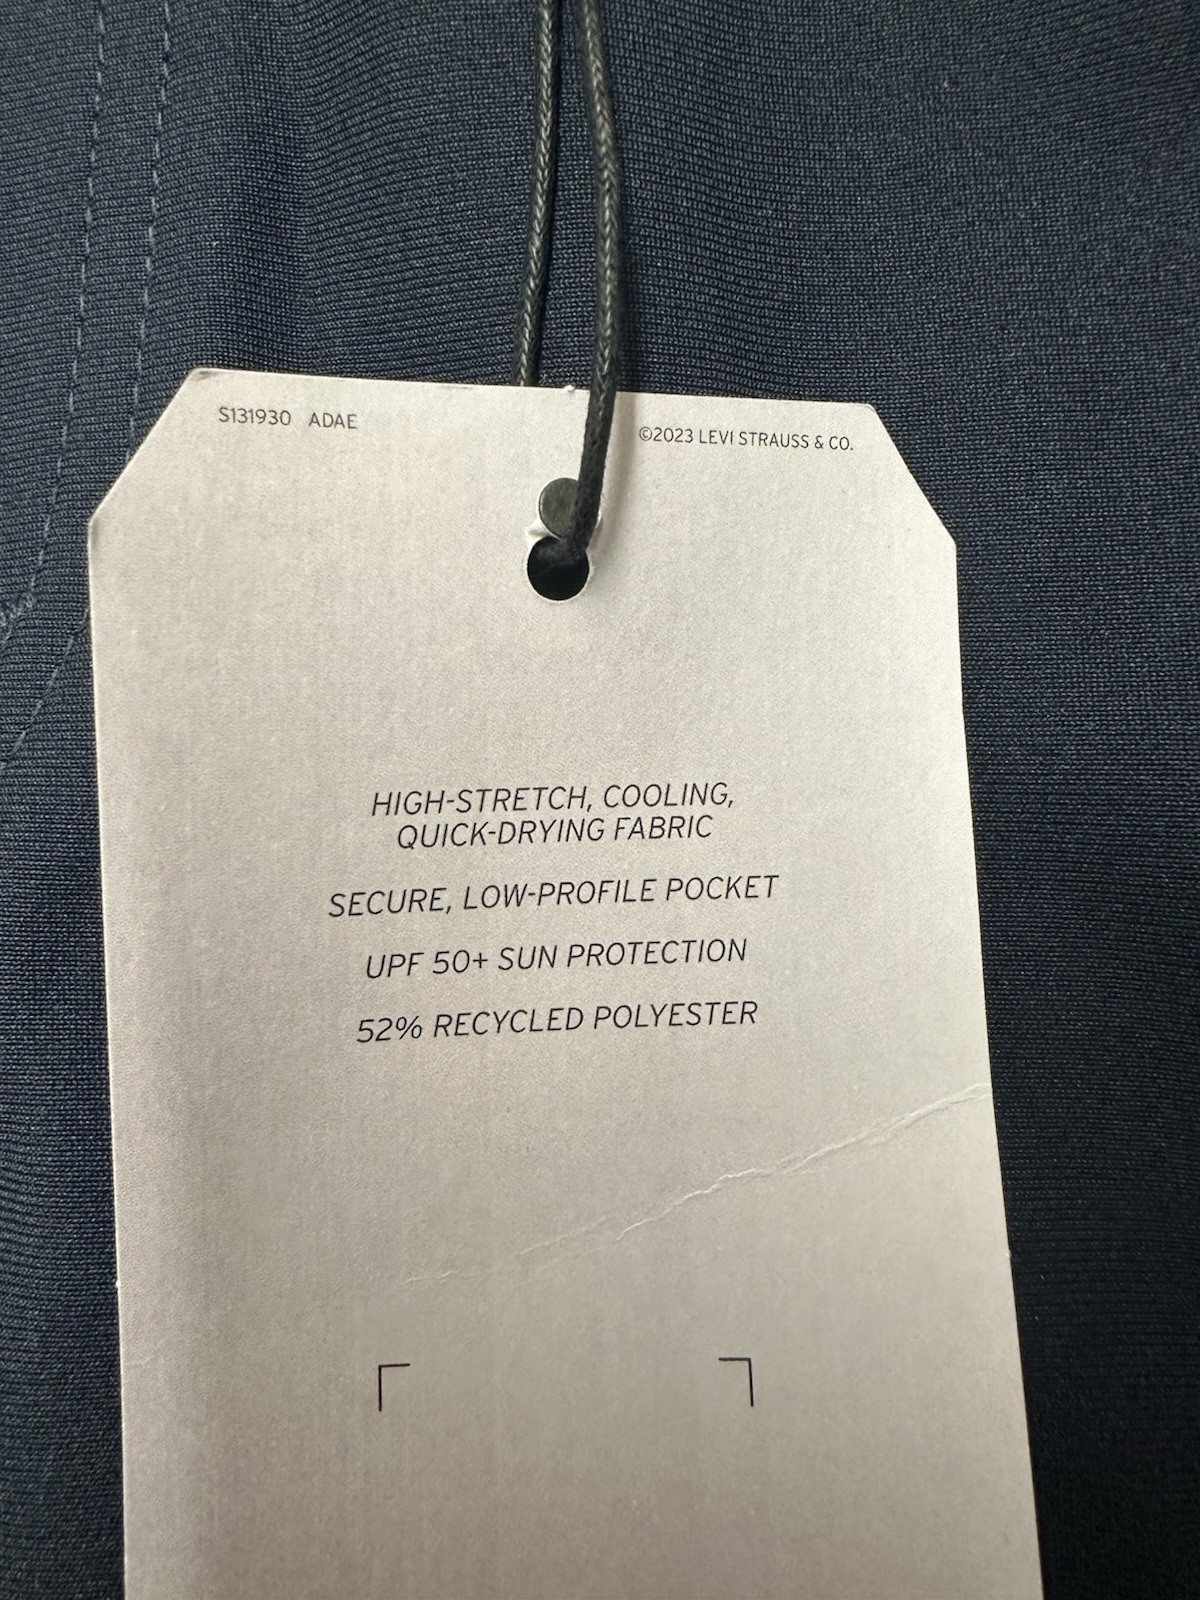 S131930 ADAE
©2023 LEVI STRAUSS & CO.
HIGH-STRETCH, COOLING,
QUICK-DRYING FABRIC
SECURE, LOW-PROFILE POCKET
UPF 50+ SUN PROTECTION
52% RECYCLED POLYESTER